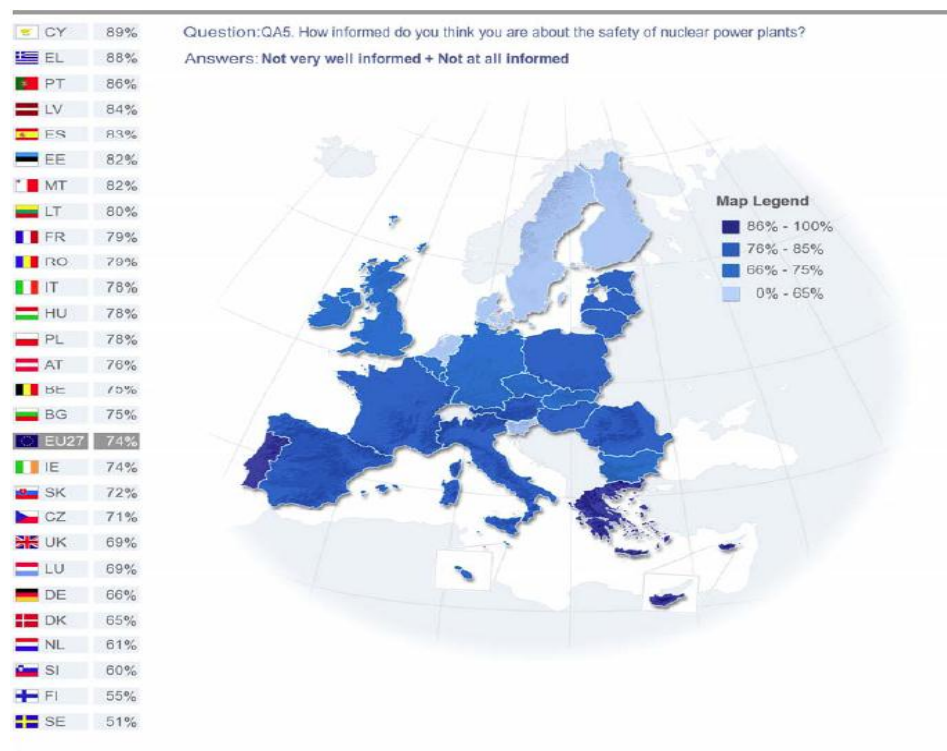 CY 89%
EL 88%
PT 86%
LV 84%
ES 83%
EE 82%
MT 82%
LT 80%
FR 79%
RO 79%
IT 78%
HU 78%
PL 78%
AT 76%
BE 75%
BG 75%
EU27 74%
IE 74%
SK 72%
CZ 71%
UK 69%
LU 69%
DE 66%
DK 65%
NL 61%
SI 60%
FI 55%
SE 51%
Question:QA5. How informed do you think you are about the safety of nuclear power plants?
Answers: Not very well informed + Not at all informed
Map Legend
86% - 100%
76% - 85%
66% - 75%
0% - 65%